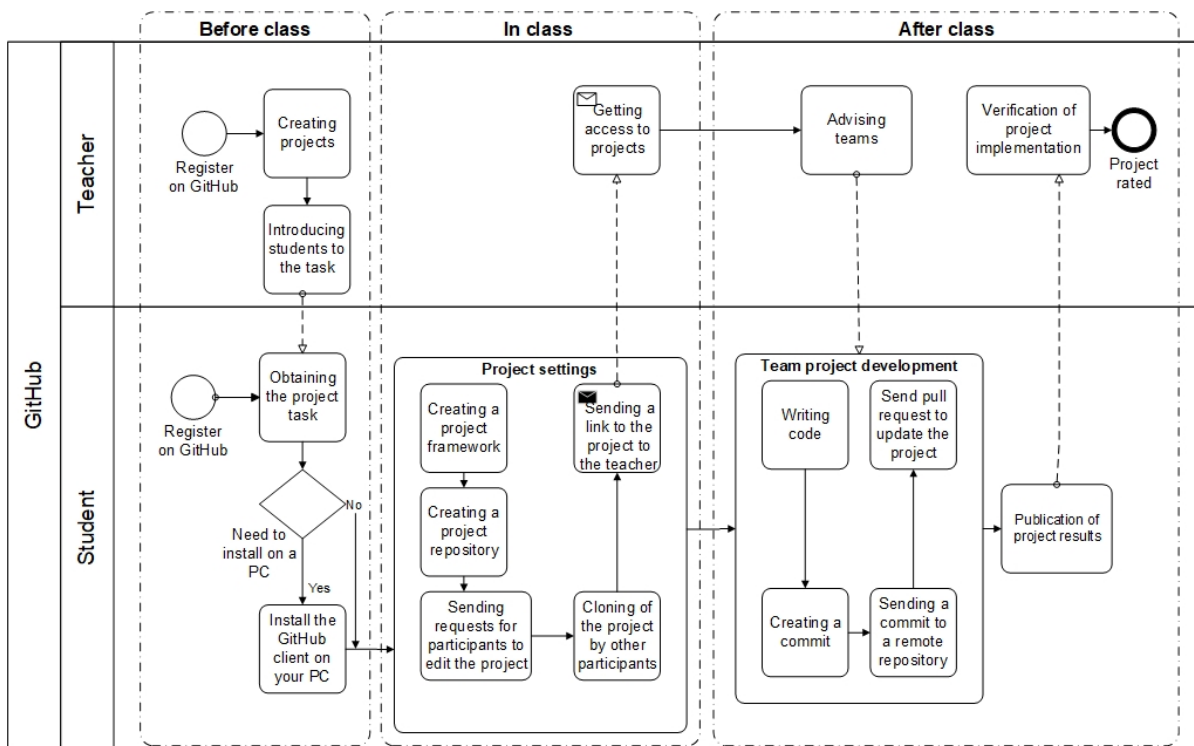 Before class
In class
After class
GitHub
Teacher
Student
Register
on GitHub
Creating
projects
Introducing
students to
the task
Getting
access to
projects
Advising
teams
Verification of
project
implementation
Project
rated
Register
on GitHub
Obtaining
the project
task
No
Need to
install on a
PC
Yes
Install the
GitHub
client on
your PC
Project settings
Creating a
project
framework
Creating a
project
repository
Sending
requests for
participants to
edit the project
Cloning of
the project
by other
participants
Sending a
link to the
project to
the teacher
Team project development
Writing
code
Creating a
commit
Sending a
commit to
a remote
repository
Send pull
request to
update the
project
Publication of
project results